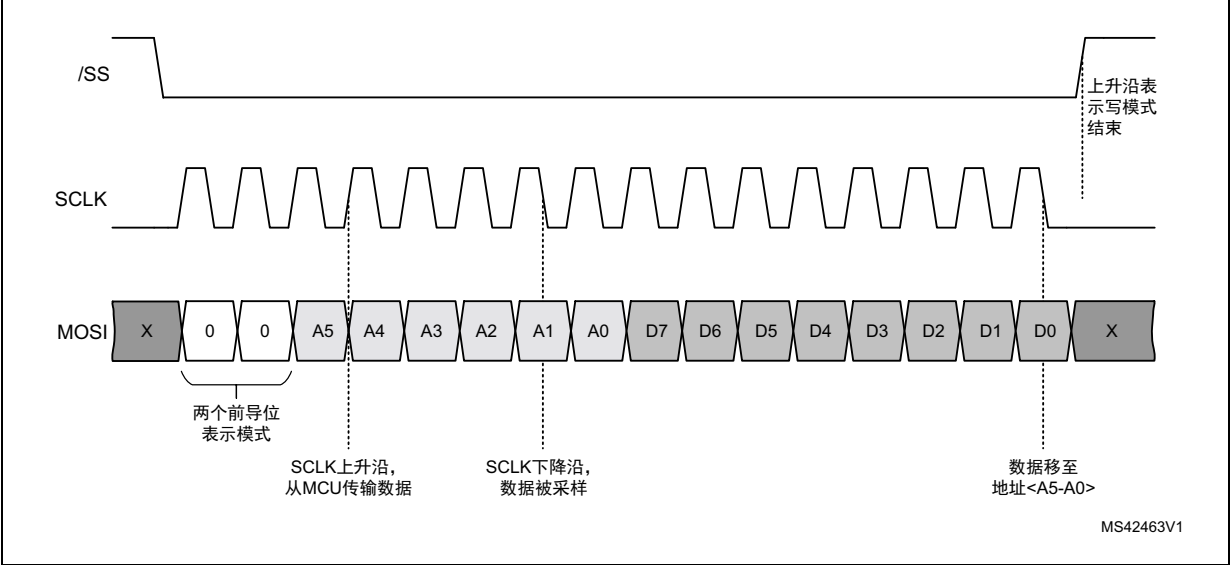 /SS
上升沿表
示写模式
结束
SCLK
MOSI X 0 0 A5 A4 A3 A2 A1 A0 D7 D6 D5 D4 D3 D2 D1 D0 X
两个前导位
表示模式
SCLK上升沿，
从MCU传输数据
SCLK下降沿，
数据被采样
数据移至
地址<A5-A0>
MS42463V1